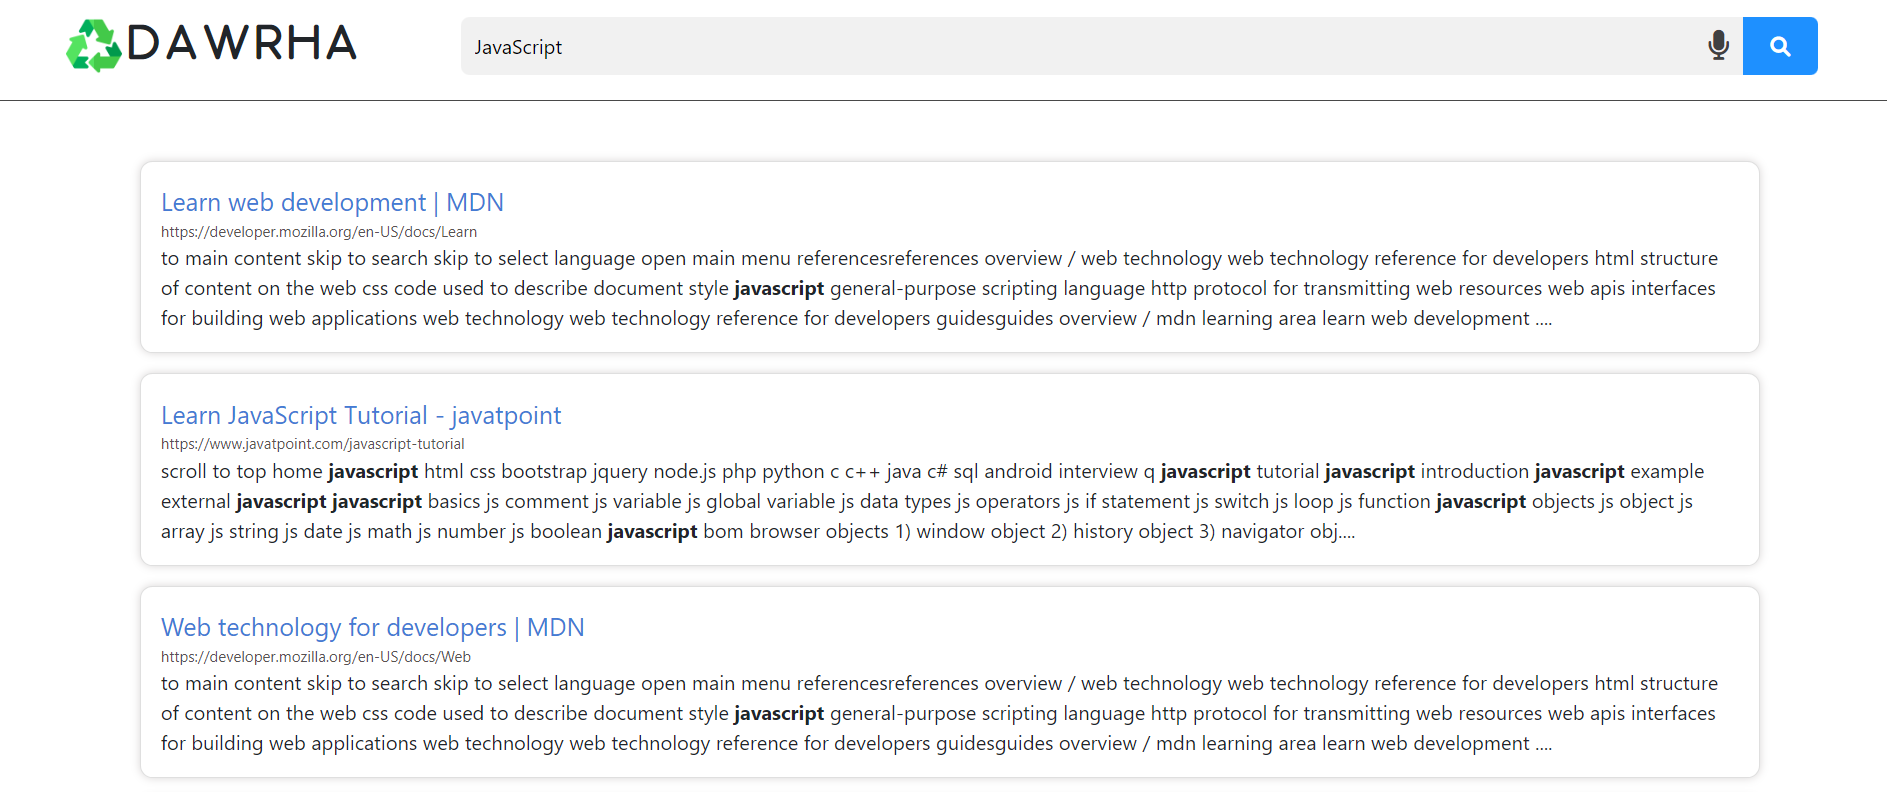 DAWRHA
JavaScript
Learn web development | MDN
https://developer.mozilla.org/en-US/docs/Learn
to main content skip to search skip to select language open main menu referencesreferences overview / web technology web technology reference for developers html structure
of content on the web css code used to describe document style javascript general-purpose scripting language http protocol for transmitting web resources web apis interfaces
for building web applications web technology web technology reference for developers guidesguides overview / mdn learning area learn web development ....
Learn JavaScript Tutorial - javatpoint
https://www.javatpoint.com/javascript-tutorial
scroll to top home javascript html css bootstrap jquery node.js php python c c++ java c# sql android interview q javascript tutorial javascript introduction javascript example
external javascript javascript basics js comment js variable js global variable js data types js operators js if statement js switch js loop js function javascript objects js object js
array js string js date js math js number js boolean javascript bom browser objects 1) window object 2) history object 3) navigator obj....
Web technology for developers | MDN
https://developer.mozilla.org/en-US/docs/Web
to main content skip to search skip to select language open main menu referencesreferences overview / web technology web technology reference for developers html structure
of content on the web css code used to describe document style javascript general-purpose scripting language http protocol for transmitting web resources web apis interfaces
for building web applications web technology web technology reference for developers guidesguides overview / mdn learning area learn web development ....